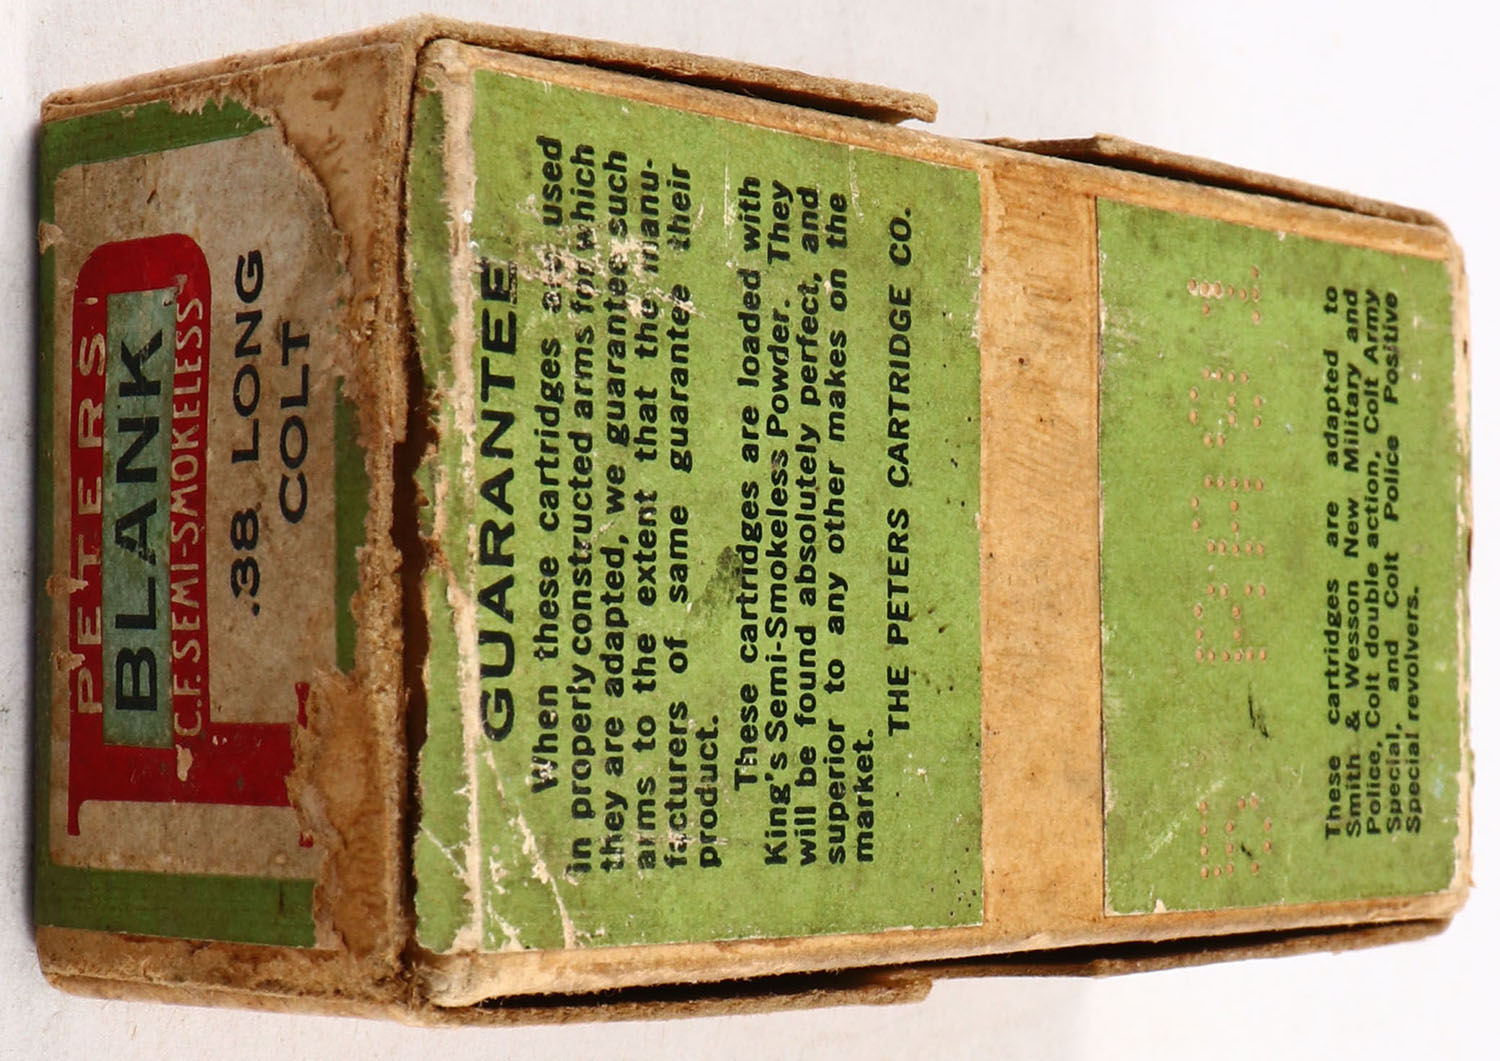 PETERS
BLANK
C.F. SEMI-SMOKELESS
.38 LONG
COLT
GUARANTEE
When these cartridges are used
in properly constructed arms for which
they are adapted, we guarantee such
arms to the extent that the manu-
facturers of same guarantee their
product.
These cartridges are loaded with
King's Semi-Smokeless Powder. They
will be found absolutely perfect, and
superior to any other makes on the
market.
THE PETERS CARTRIDGE CO.
These cartridges are adapted to
Smith & Wesson New Military and
Police, Colt double action, Colt Army
Special, and Colt Police Positive
Special revolvers.